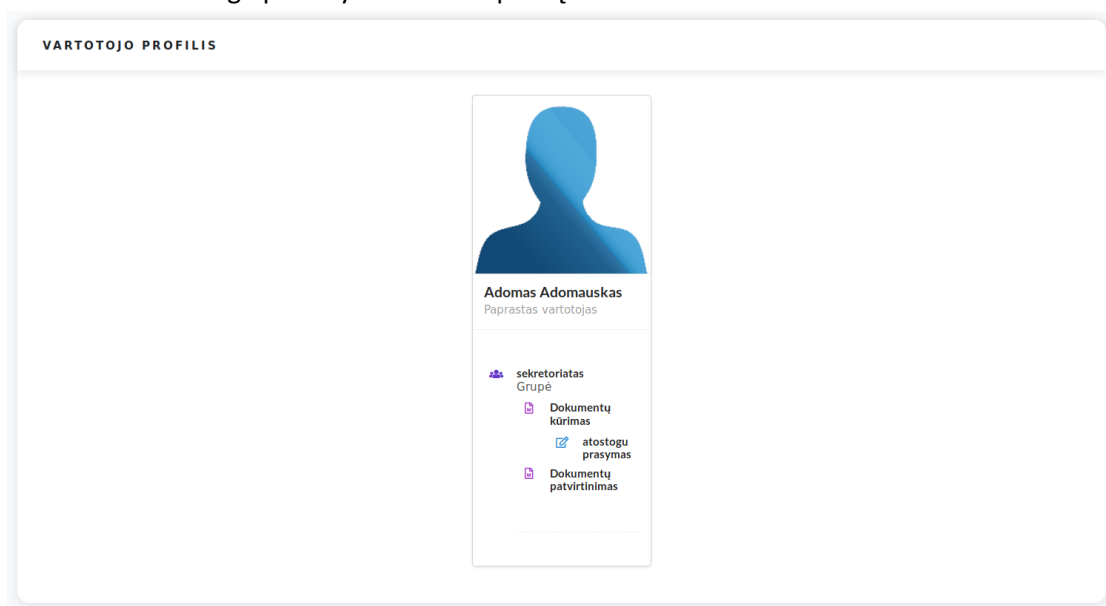 VARTOTOJO PROFILIS
Adomas Adomauskas
Paprastas vartotojas
sekretoriatas
Grupė
Dokumentų
kūrimas
atostogu
prasymas
Dokumentų
patvirtinimas